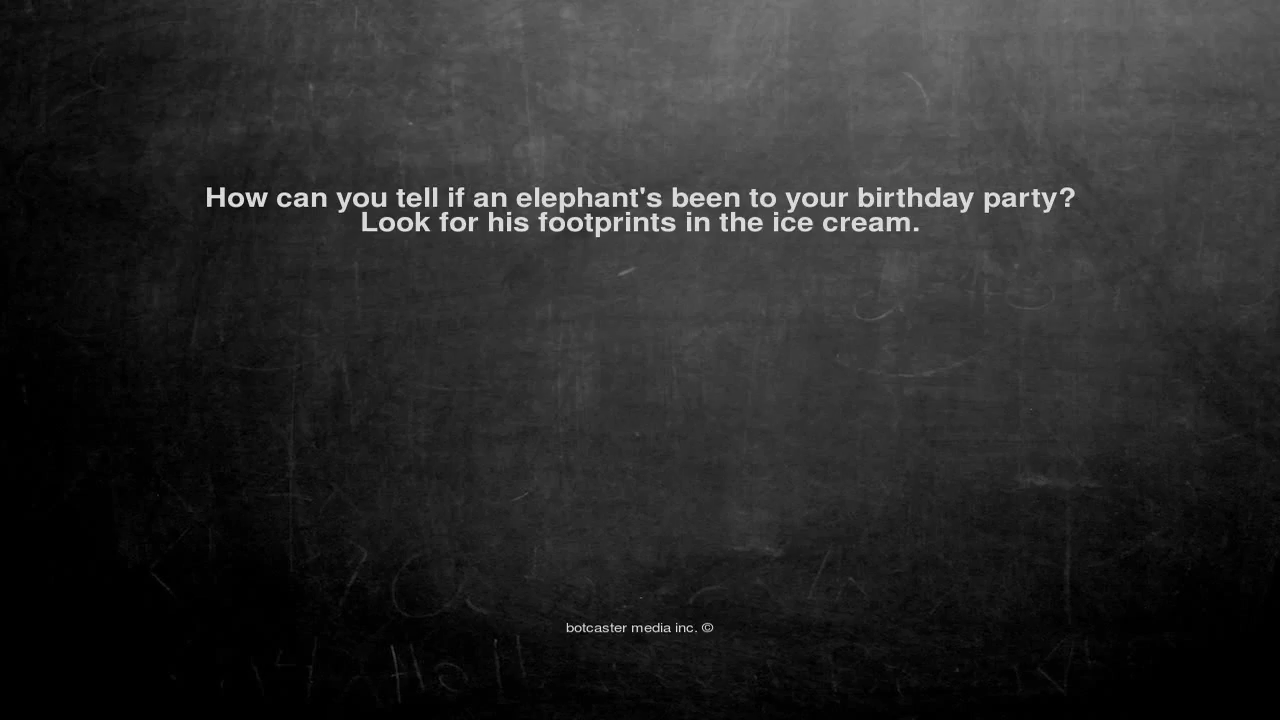 How can you tell if an elephant's been to your birthday party?
Look for his footprints in the ice cream.
botcaster media inc. ©